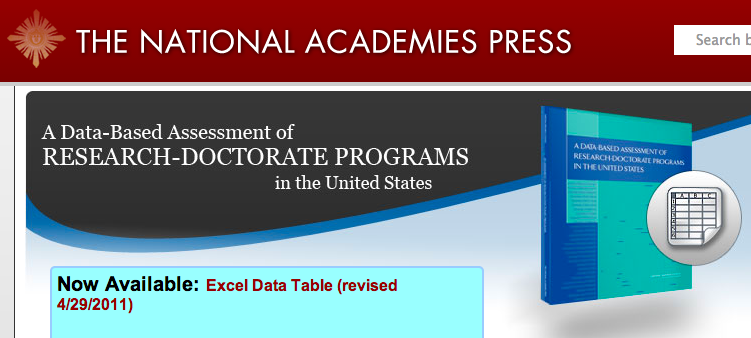 THE NATIONAL ACADEMIES PRESS
Search b
A Data-Based Assessment of
RESEARCH-DOCTORATE PROGRAMS
in the United States
A DATA-BASED ASSESSMENT OF
RESEARCH-DOCTORATE PROGRAMS
IN THE UNITED STATES
A B C
Now Available: Excel Data Table (revised
4/29/2011)